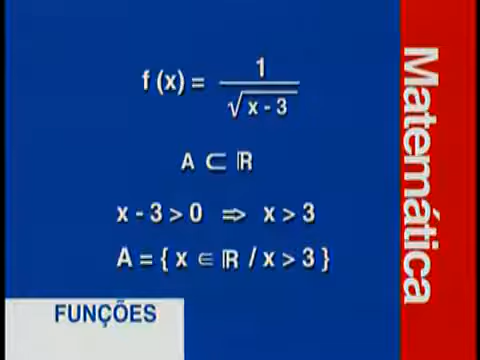 f (x) = 1 / √x - 3
A ⊂ ℝ
x - 3 > 0 ⇒ x > 3
A = { x ∈ ℝ / x > 3 }
FUNÇÕES
Matemática